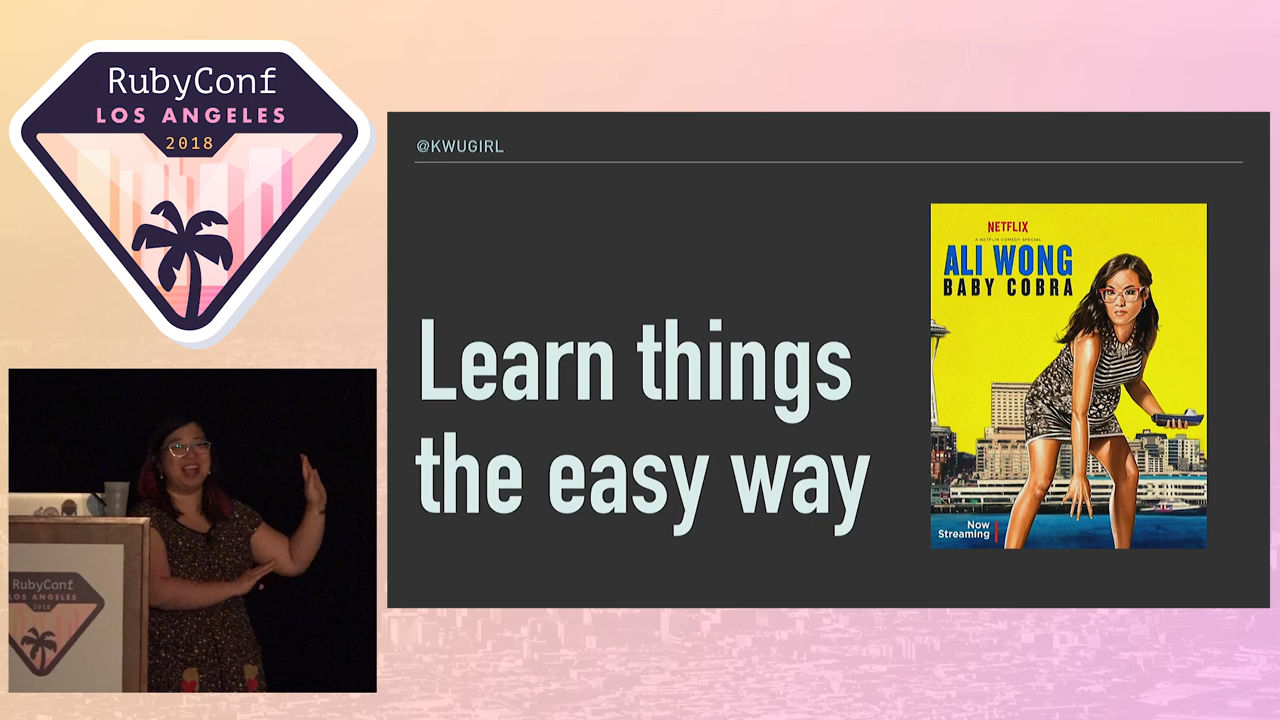 RubyConf
LOS ANGELES
2018
@KWUGIRL
Learn things
the easy way
NETFLIX
A NETFLIX COMEDY SPECIAL
ALI WONG
BABY COBRA
Now
Streaming
RubyConf
LOS ANGELES
2018